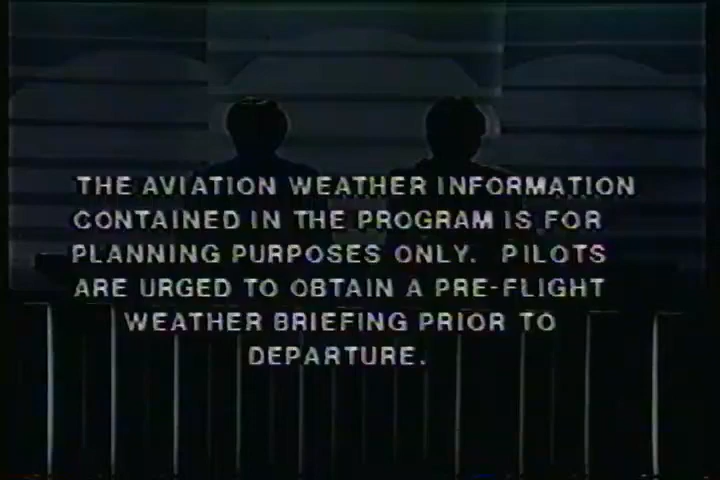 THE AVIATION WEATHER INFORMATION
CONTAINED IN THE PROGRAM IS FOR
PLANNING PURPOSES ONLY. PILOTS
ARE URGED TO OBTAIN A PRE-FLIGHT
WEATHER BRIEFING PRIOR TO
DEPARTURE.